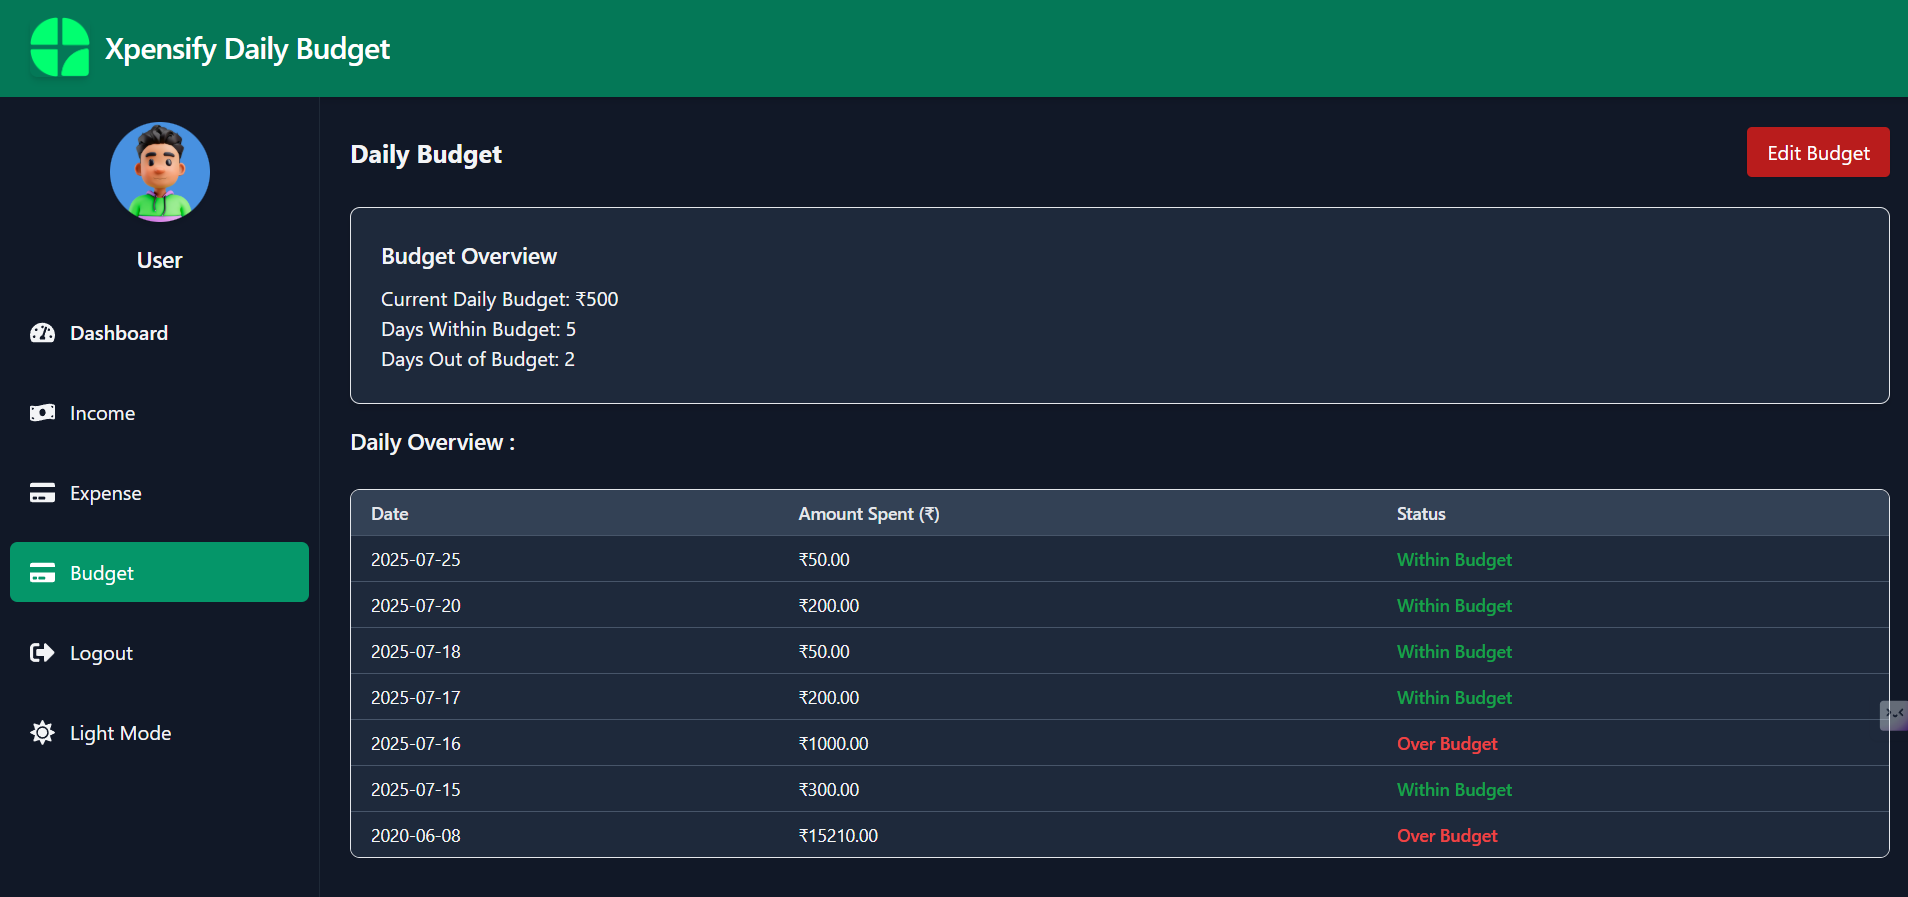 Xpensify Daily Budget
User
Dashboard
Income
Expense
Budget
Logout
Light Mode
Daily Budget
Edit Budget
Budget Overview
Current Daily Budget: ₹500
Days Within Budget: 5
Days Out of Budget: 2
Daily Overview :
Date Amount Spent (₹) Status
2025-07-25 ₹50.00 Within Budget
2025-07-20 ₹200.00 Within Budget
2025-07-18 ₹50.00 Within Budget
2025-07-17 ₹200.00 Within Budget
2025-07-16 ₹1000.00 Over Budget
2025-07-15 ₹300.00 Within Budget
2020-06-08 ₹15210.00 Over Budget